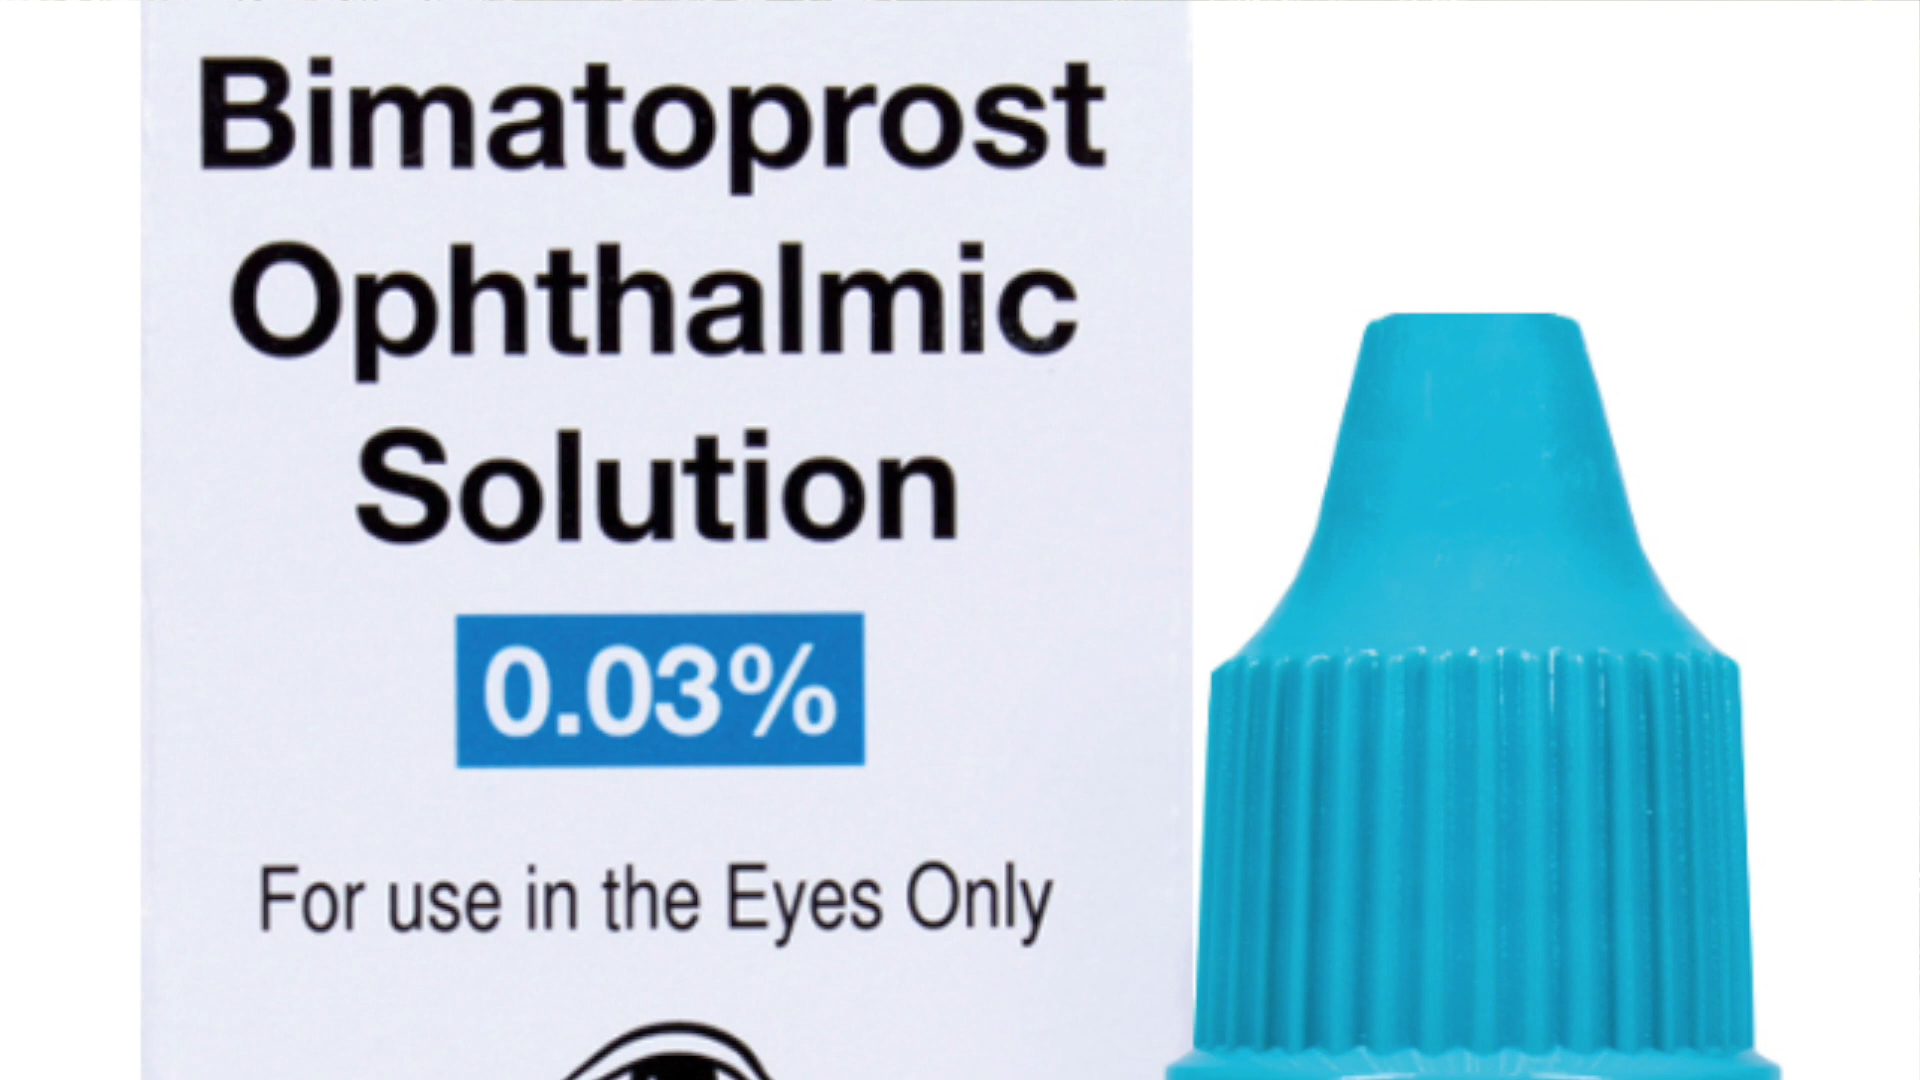 Bimatoprost
Ophthalmic
Solution
0.03%
For use in the Eyes Only